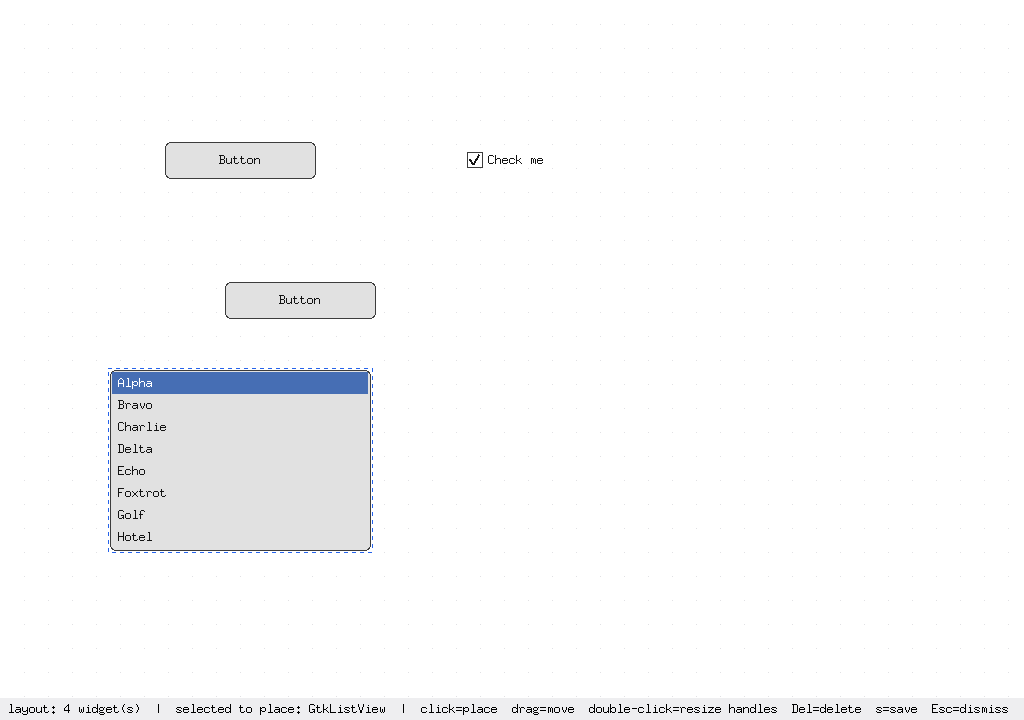 Button
Check me
Button
Alpha
Bravo
Charlie
Delta
Echo
Foxtrot
Golf
Hotel
layout: 4 widget(s) | selected to place: GtkListView | click=place drag=move double-click=resize handles Del=delete s=save Esc=dismiss